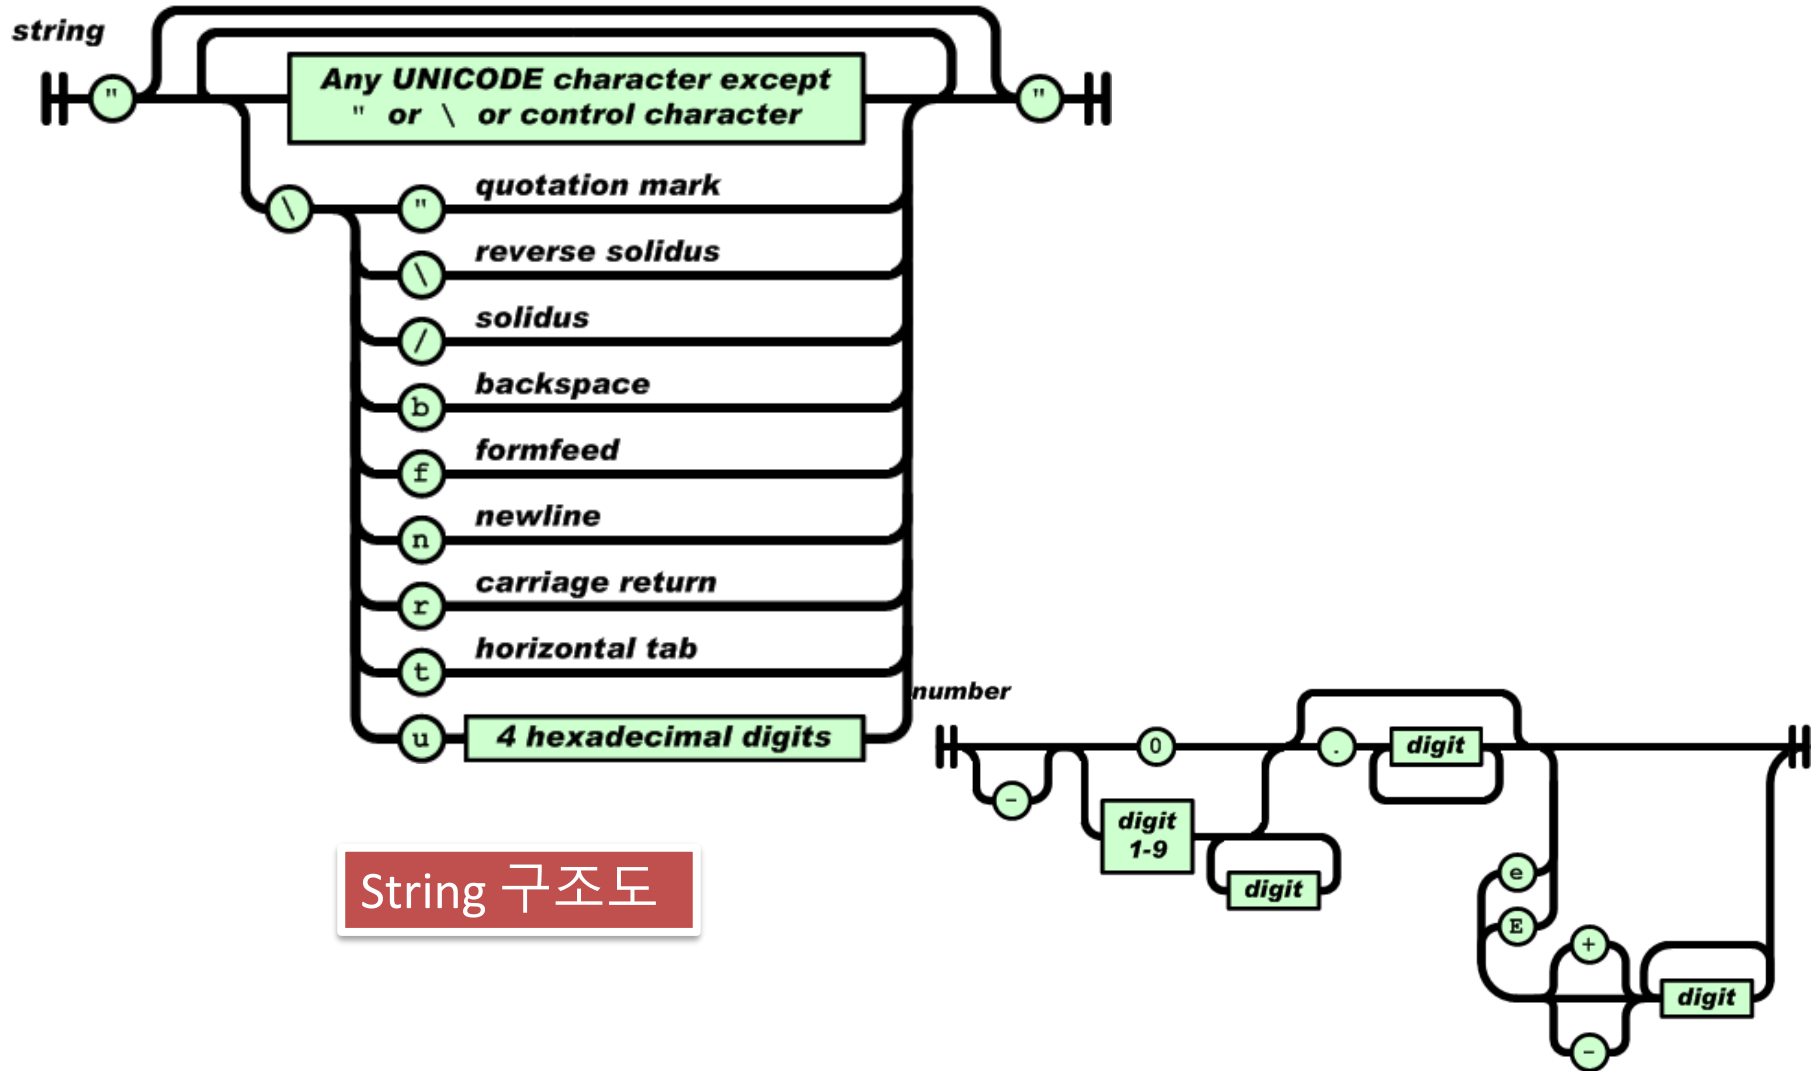 string
"
Any UNICODE character except
" or \ or control character
"
\
" quotation mark
\ reverse solidus
/ solidus
b backspace
f formfeed
n newline
r carriage return
t horizontal tab
u 4 hexadecimal digits
number
0
.
digit
-
digit
1-9
digit
e
E
+
digit
-
String 구조도